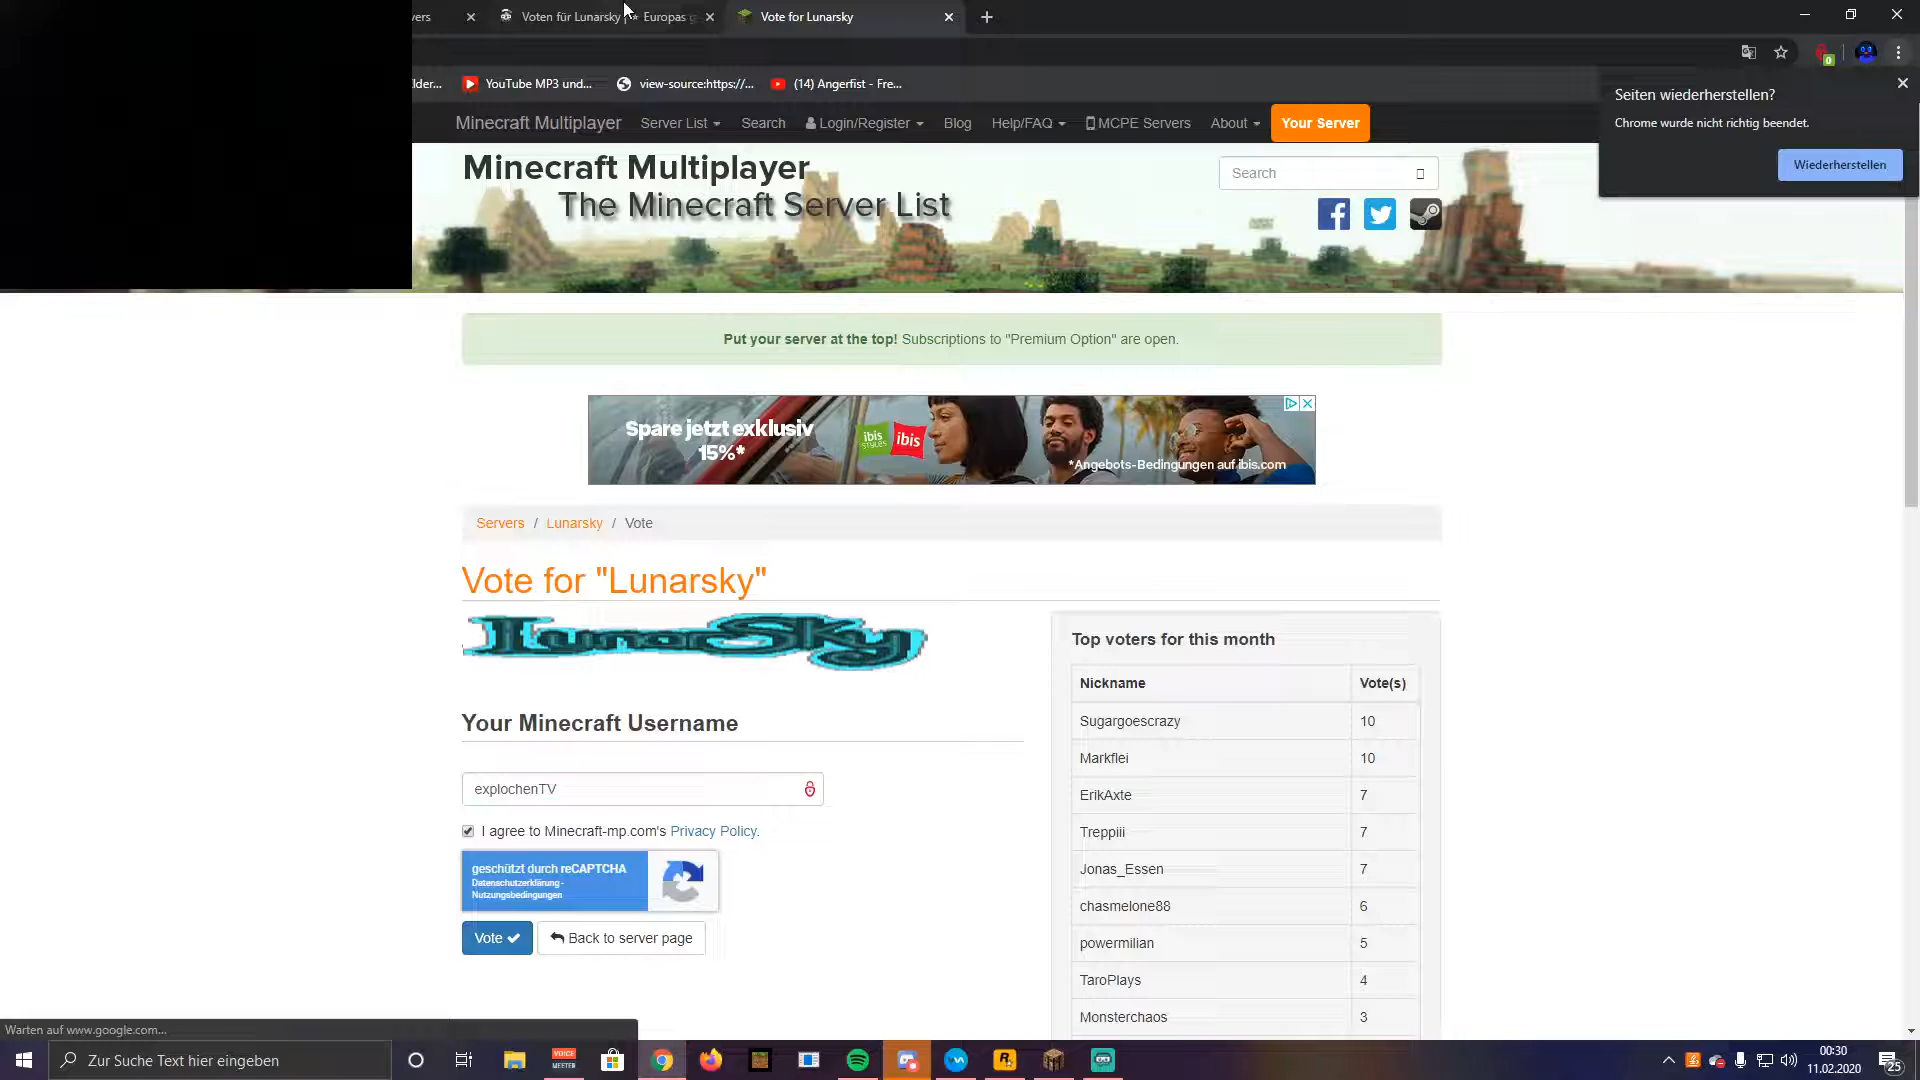 vers
Voten für Lunarsky | ★ Europas g
Vote for Lunarsky
lder...
YouTube MP3 und...
view-source:https://...
(14) Angerfist - Fre...
Seiten wiederherstellen?
Chrome wurde nicht richtig beendet.
Wiederherstellen
Minecraft Multiplayer
Server List
Search
Login/Register
Blog
Help/FAQ
MCPE Servers
About
Your Server
Minecraft Multiplayer
The Minecraft Server List
Search
Put your server at the top! Subscriptions to "Premium Option" are open.
Spare jetzt exklusiv
15%*
ibis styles
ibis
*Angebots-Bedingungen auf ibis.com
Servers / Lunarsky / Vote
Vote for "Lunarsky"
LunarSky
Your Minecraft Username
explochenTV
I agree to Minecraft-mp.com's Privacy Policy.
geschützt durch reCAPTCHA
Datenschutzerklärung -
Nutzungsbedingungen
Vote
Back to server page
Top voters for this month
Nickname Vote(s)
Sugargoescrazy 10
Markflei 10
ErikAxte 7
Treppiii 7
Jonas_Essen 7
chasmelone88 6
powermilian 5
TaroPlays 4
Monsterchaos 3
Warten auf www.google.com...
Zur Suche Text hier eingeben
VOICE
MEETER
00:30
11.02.2020
25
0